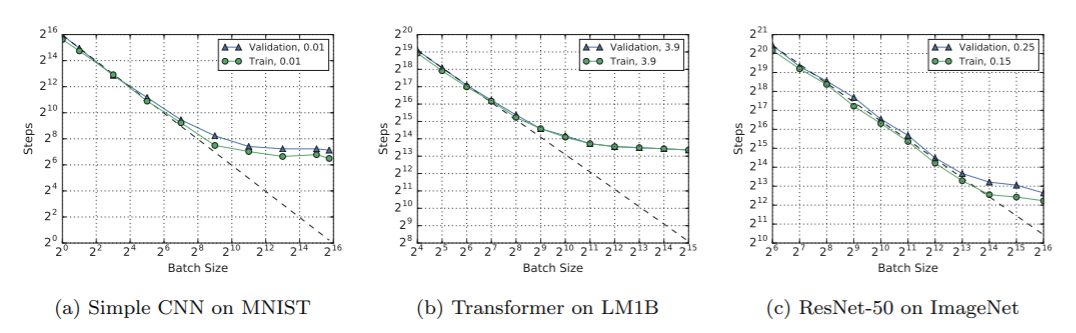 2^16
2^14
2^12
2^10
2^8
2^6
2^4
2^2
2^0
Steps
Validation, 0.01
Train, 0.01
2^0 2^2 2^4 2^6 2^8 2^10 2^12 2^14 2^16
Batch Size
(a) Simple CNN on MNIST
2^20
2^19
2^18
2^17
2^16
2^15
2^14
2^13
2^12
2^11
2^10
2^9
2^8
Steps
Validation, 3.9
Train, 3.9
2^4 2^5 2^6 2^7 2^8 2^9 2^10 2^11 2^12 2^13 2^14 2^15
Batch Size
(b) Transformer on LM1B
2^21
2^20
2^19
2^18
2^17
2^16
2^15
2^14
2^13
2^12
2^11
2^10
Steps
Validation, 0.25
Train, 0.15
2^6 2^7 2^8 2^9 2^10 2^11 2^12 2^13 2^14 2^15 2^16
Batch Size
(c) ResNet-50 on ImageNet